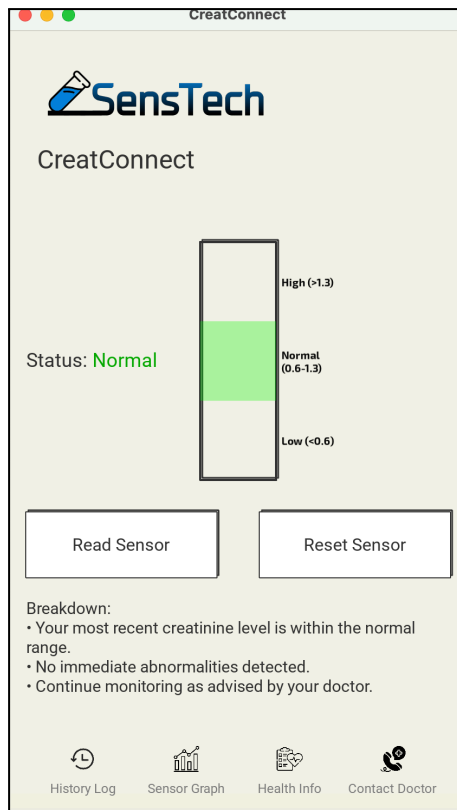 CreatConnect
SensTech
CreatConnect
High (>1.3)
Status: Normal
Normal
(0.6-1.3)
Low (<0.6)
Read Sensor
Reset Sensor
Breakdown:
• Your most recent creatinine level is within the normal
range.
• No immediate abnormalities detected.
• Continue monitoring as advised by your doctor.
History Log
Sensor Graph
Health Info
Contact Doctor